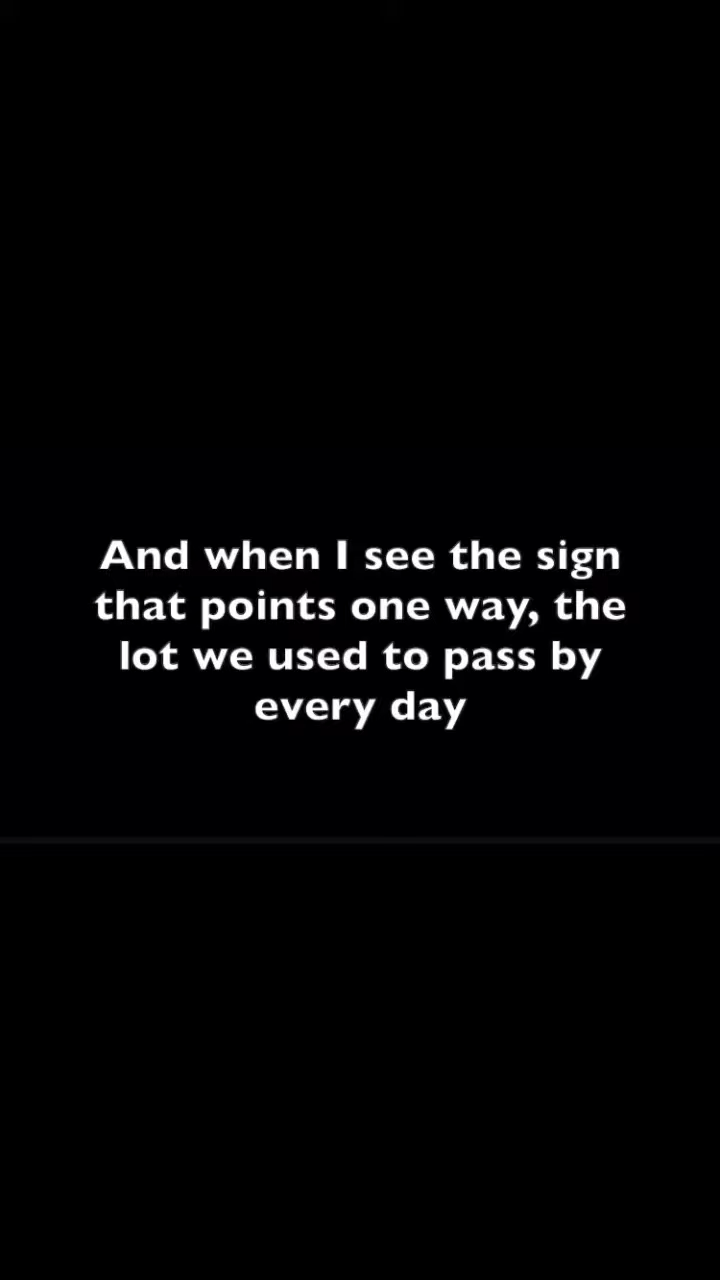 And when I see the sign
that points one way, the
lot we used to pass by
every day